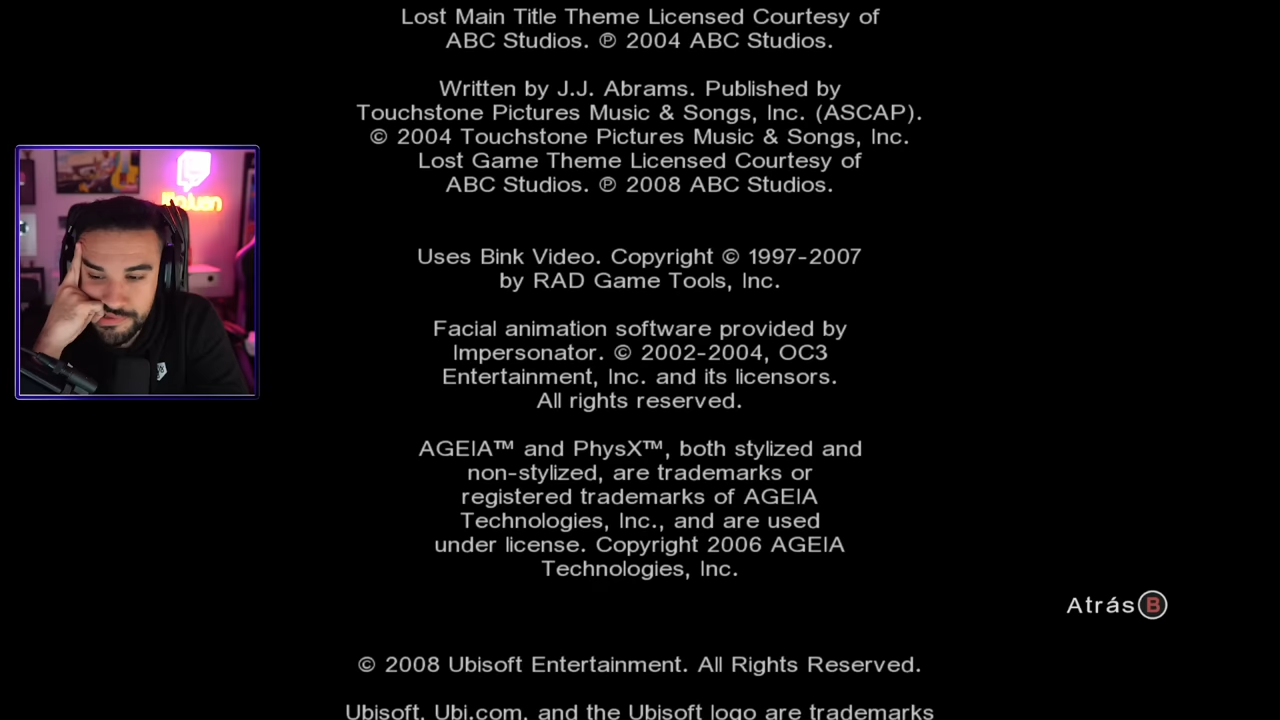 Lost Main Title Theme Licensed Courtesy of
ABC Studios. ℗ 2004 ABC Studios.
Written by J.J. Abrams. Published by
Touchstone Pictures Music & Songs, Inc. (ASCAP).
© 2004 Touchstone Pictures Music & Songs, Inc.
Lost Game Theme Licensed Courtesy of
ABC Studios. ℗ 2008 ABC Studios.
Uses Bink Video. Copyright © 1997-2007
by RAD Game Tools, Inc.
Facial animation software provided by
Impersonator. © 2002-2004, OC3
Entertainment, Inc. and its licensors.
All rights reserved.
AGEIA™ and PhysX™, both stylized and
non-stylized, are trademarks or
registered trademarks of AGEIA
Technologies, Inc., and are used
under license. Copyright 2006 AGEIA
Technologies, Inc.
Atrás B
© 2008 Ubisoft Entertainment. All Rights Reserved.
Ubisoft, Ubi.com, and the Ubisoft logo are trademarks